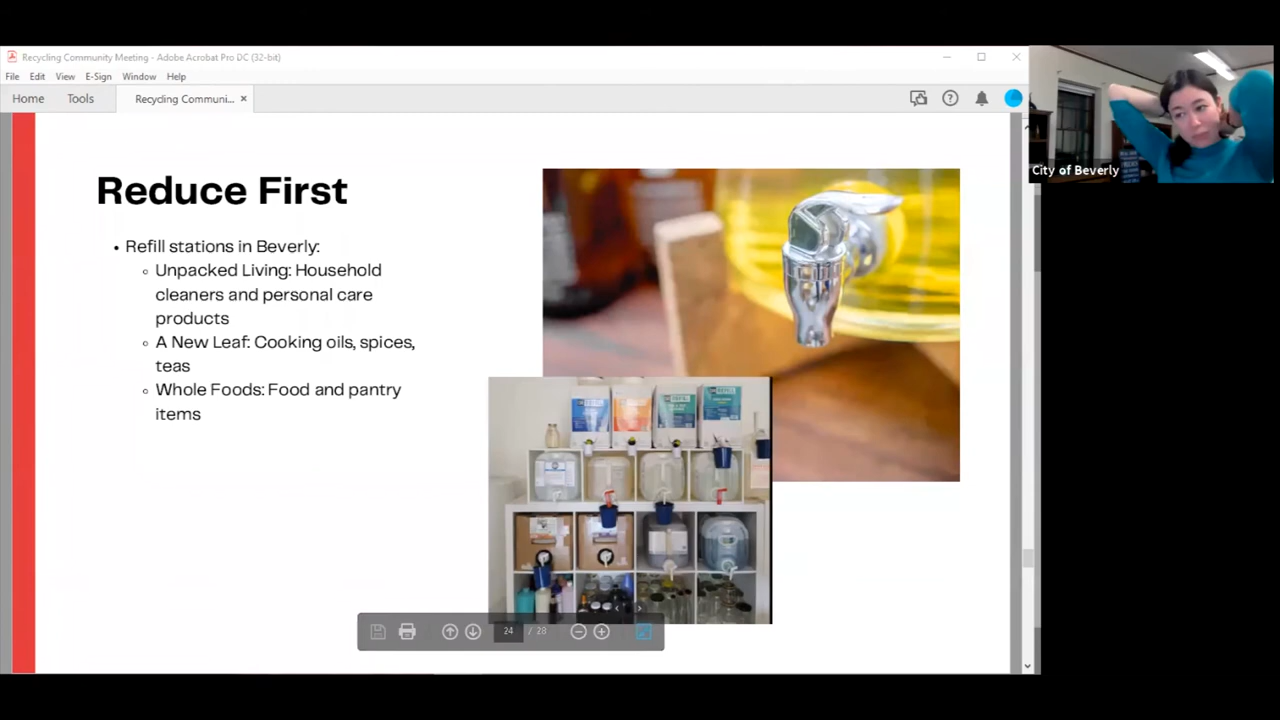 Recycling Community Meeting - Adobe Acrobat Pro DC (32-bit)
File Edit View E-Sign Window Help
Home Tools Recycling Communi...
City of Beverly
Reduce First
Refill stations in Beverly:
Unpacked Living: Household
cleaners and personal care
products
A New Leaf: Cooking oils, spices,
teas
Whole Foods: Food and pantry
items
REFILL
24 / 28